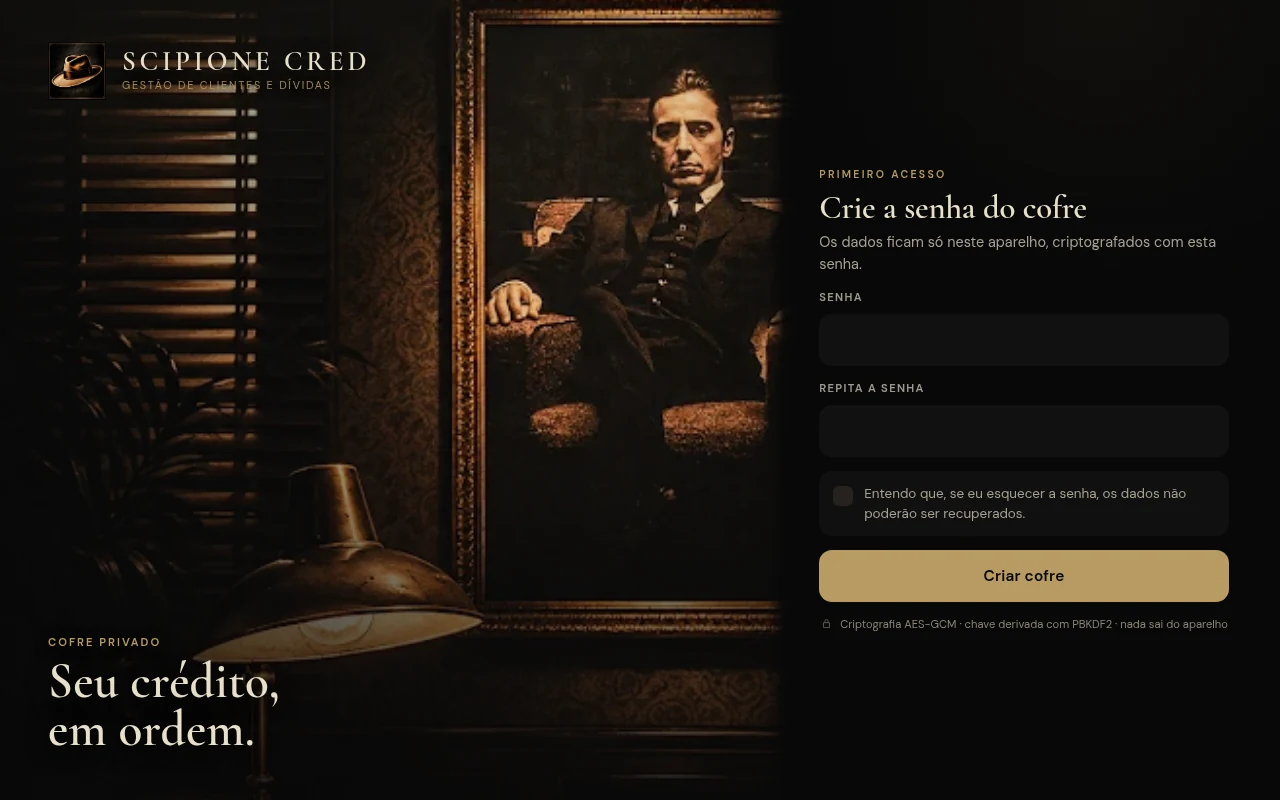 SCIPIONE CRED
GESTÃO DE CLIENTES E DÍVIDAS
COFRE PRIVADO
Seu crédito,
em ordem.
PRIMEIRO ACESSO
Crie a senha do cofre
Os dados ficam só neste aparelho, criptografados com esta
senha.
SENHA
REPITA A SENHA
Entendo que, se eu esquecer a senha, os dados não
poderão ser recuperados.
Criar cofre
Criptografia AES-GCM · chave derivada com PBKDF2 · nada sai do aparelho